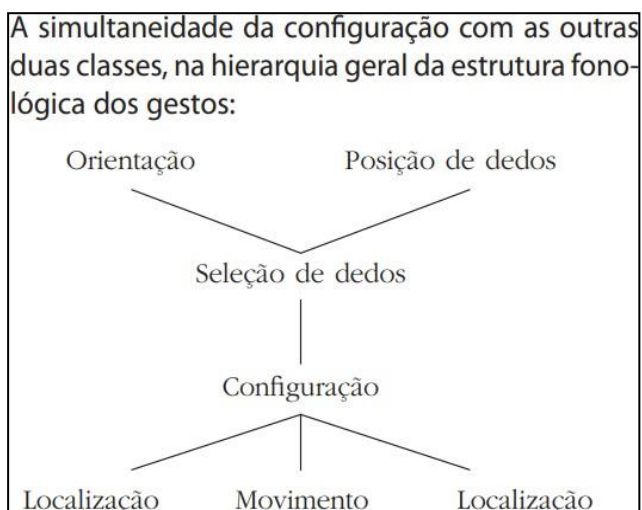 A simultaneidade da configuração com as outras
duas classes, na hierarquia geral da estrutura fono-
lógica dos gestos:
Orientação Posição de dedos
Seleção de dedos
Configuração
Localização Movimento Localização